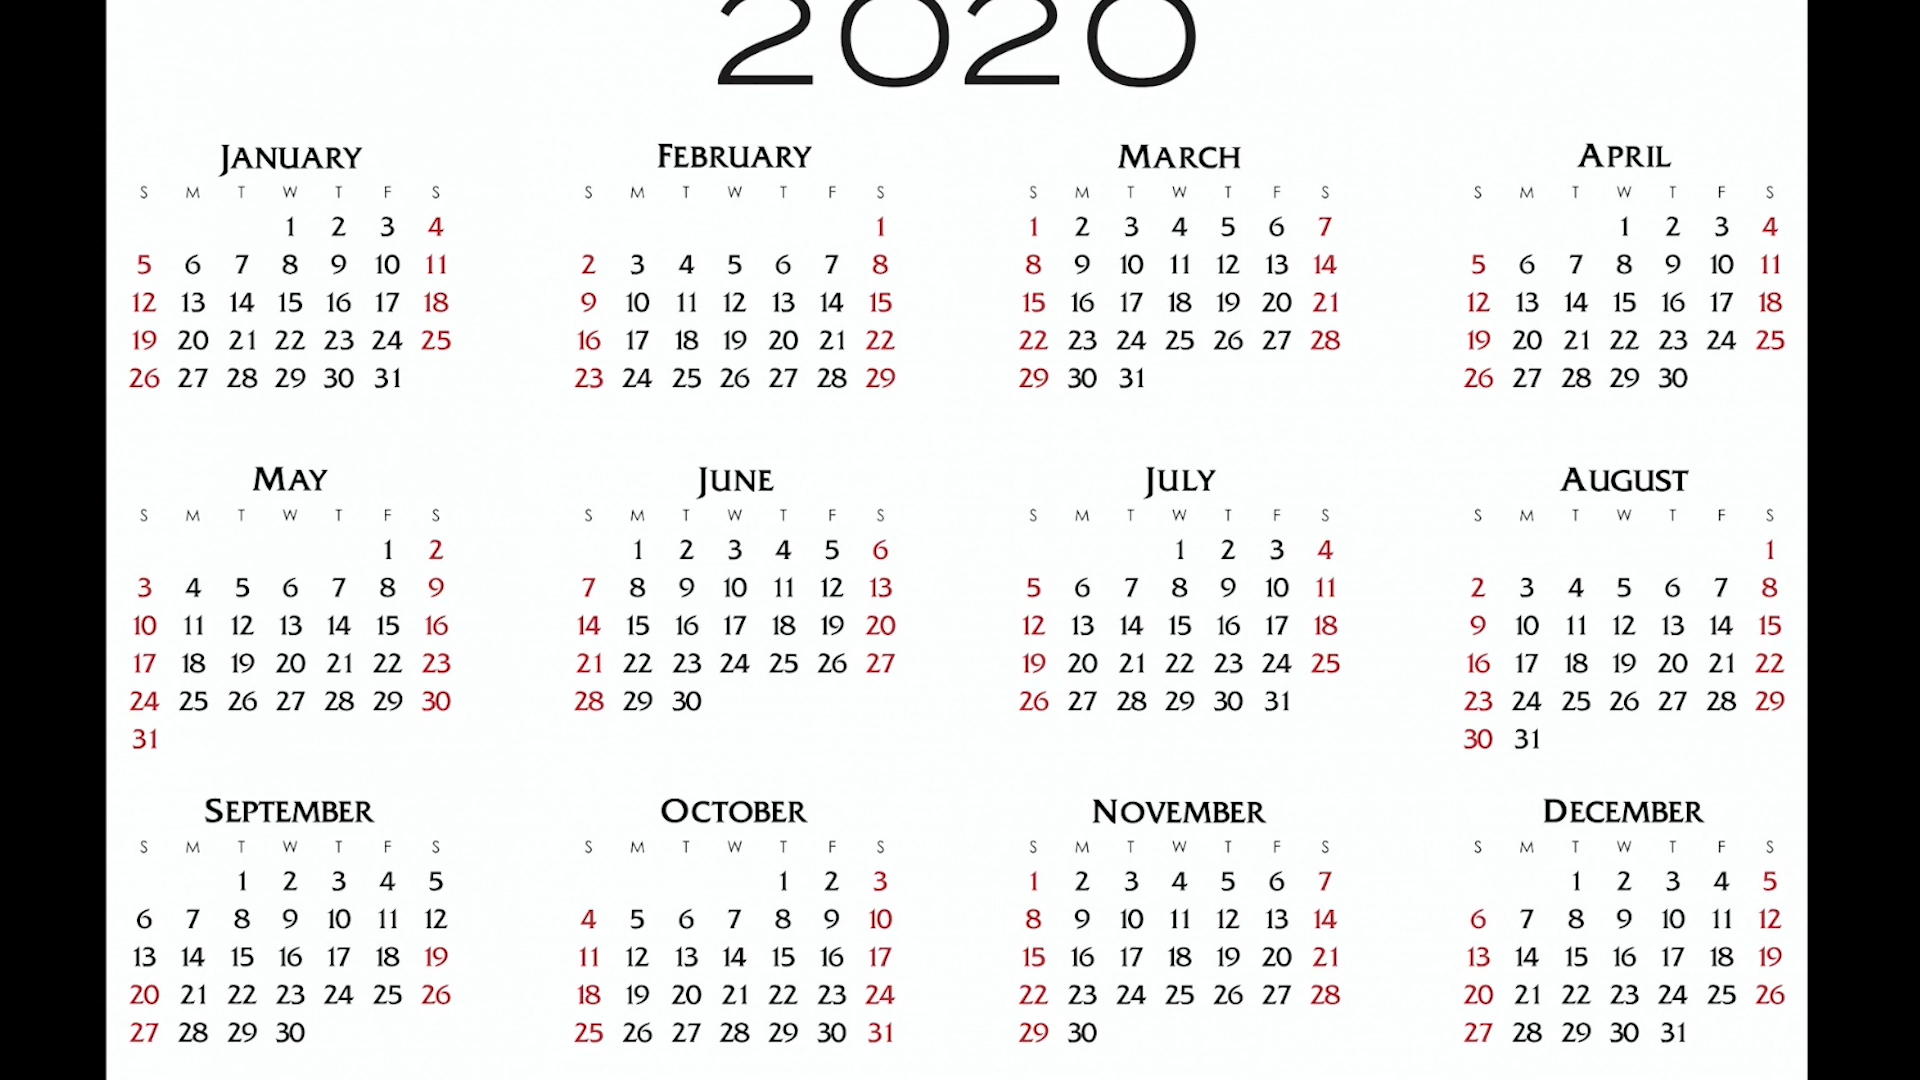 2020
JANUARY FEBRUARY MARCH APRIL
S M T W T F S S M T W T F S S M T W T F S S M T W T F S
1 2 3 4 1 1 2 3 4 5 6 7 1 2 3 4
5 6 7 8 9 10 11 2 3 4 5 6 7 8 8 9 10 11 12 13 14 5 6 7 8 9 10 11
12 13 14 15 16 17 18 9 10 11 12 13 14 15 15 16 17 18 19 20 21 12 13 14 15 16 17 18
19 20 21 22 23 24 25 16 17 18 19 20 21 22 22 23 24 25 26 27 28 19 20 21 22 23 24 25
26 27 28 29 30 31 23 24 25 26 27 28 29 29 30 31 26 27 28 29 30
MAY JUNE JULY AUGUST
S M T W T F S S M T W T F S S M T W T F S S M T W T F S
1 2 1 2 3 4 5 6 1 2 3 4 1
3 4 5 6 7 8 9 7 8 9 10 11 12 13 5 6 7 8 9 10 11 2 3 4 5 6 7 8
10 11 12 13 14 15 16 14 15 16 17 18 19 20 12 13 14 15 16 17 18 9 10 11 12 13 14 15
17 18 19 20 21 22 23 21 22 23 24 25 26 27 19 20 21 22 23 24 25 16 17 18 19 20 21 22
24 25 26 27 28 29 30 28 29 30 26 27 28 29 30 31 23 24 25 26 27 28 29
31 30 31
SEPTEMBER OCTOBER NOVEMBER DECEMBER
S M T W T F S S M T W T F S S M T W T F S S M T W T F S
1 2 3 4 5 1 2 3 1 2 3 4 5 6 7 1 2 3 4 5
6 7 8 9 10 11 12 4 5 6 7 8 9 10 8 9 10 11 12 13 14 6 7 8 9 10 11 12
13 14 15 16 17 18 19 11 12 13 14 15 16 17 15 16 17 18 19 20 21 13 14 15 16 17 18 19
20 21 22 23 24 25 26 18 19 20 21 22 23 24 22 23 24 25 26 27 28 20 21 22 23 24 25 26
27 28 29 30 25 26 27 28 29 30 31 29 30 27 28 29 30 31